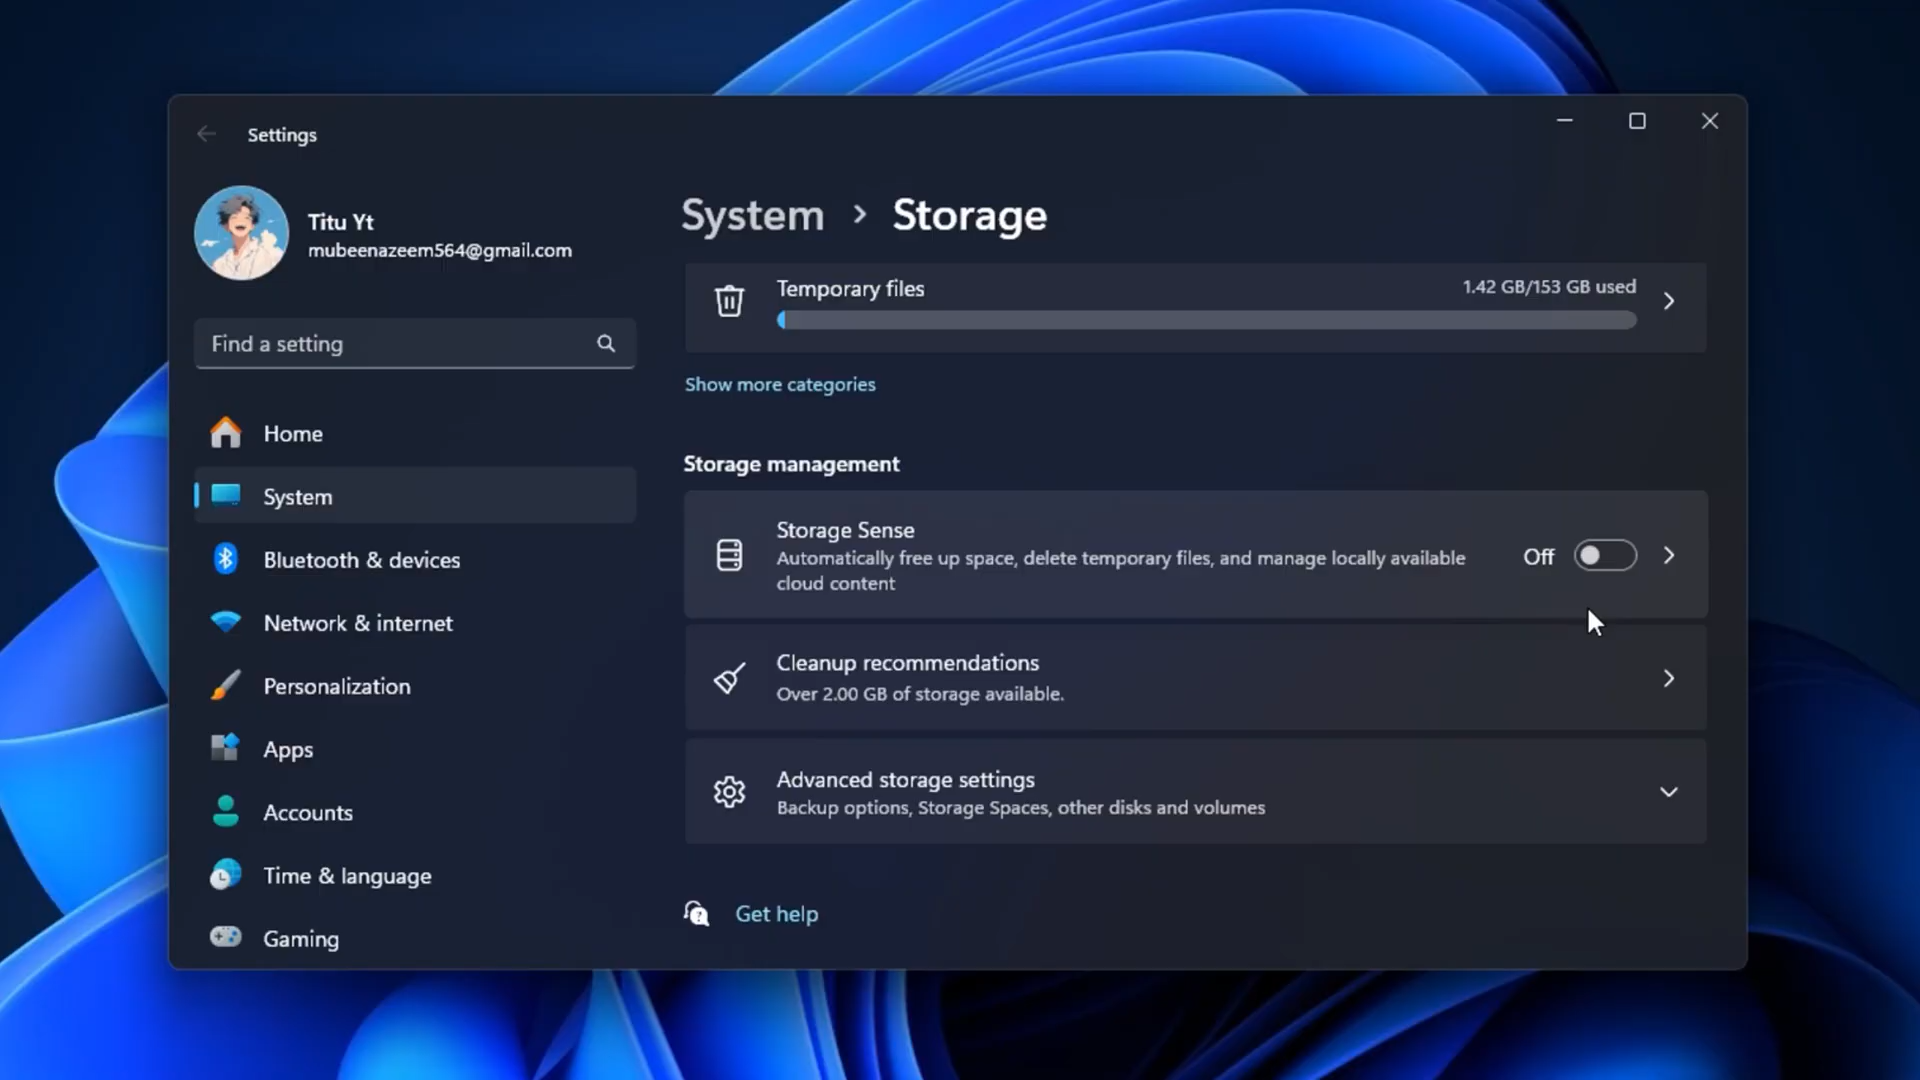 Settings
Titu Yt
mubeenazeem564@gmail.com
Find a setting
Home
System
Bluetooth & devices
Network & internet
Personalization
Apps
Accounts
Time & language
Gaming
System > Storage
Temporary files
1.42 GB/153 GB used
Show more categories
Storage management
Storage Sense
Automatically free up space, delete temporary files, and manage locally available
cloud content
Off
Cleanup recommendations
Over 2.00 GB of storage available.
Advanced storage settings
Backup options, Storage Spaces, other disks and volumes
Get help